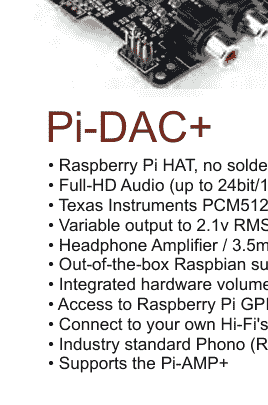 Pi-DAC+
• Raspberry Pi HAT, no solde
• Full-HD Audio (up to 24bit/1
• Texas Instruments PCM512
• Variable output to 2.1v RMS
• Headphone Amplifier / 3.5m
• Out-of-the-box Raspbian su
• Integrated hardware volume
• Access to Raspberry Pi GPI
• Connect to your own Hi-Fi's
• Industry standard Phono (R
• Supports the Pi-AMP+